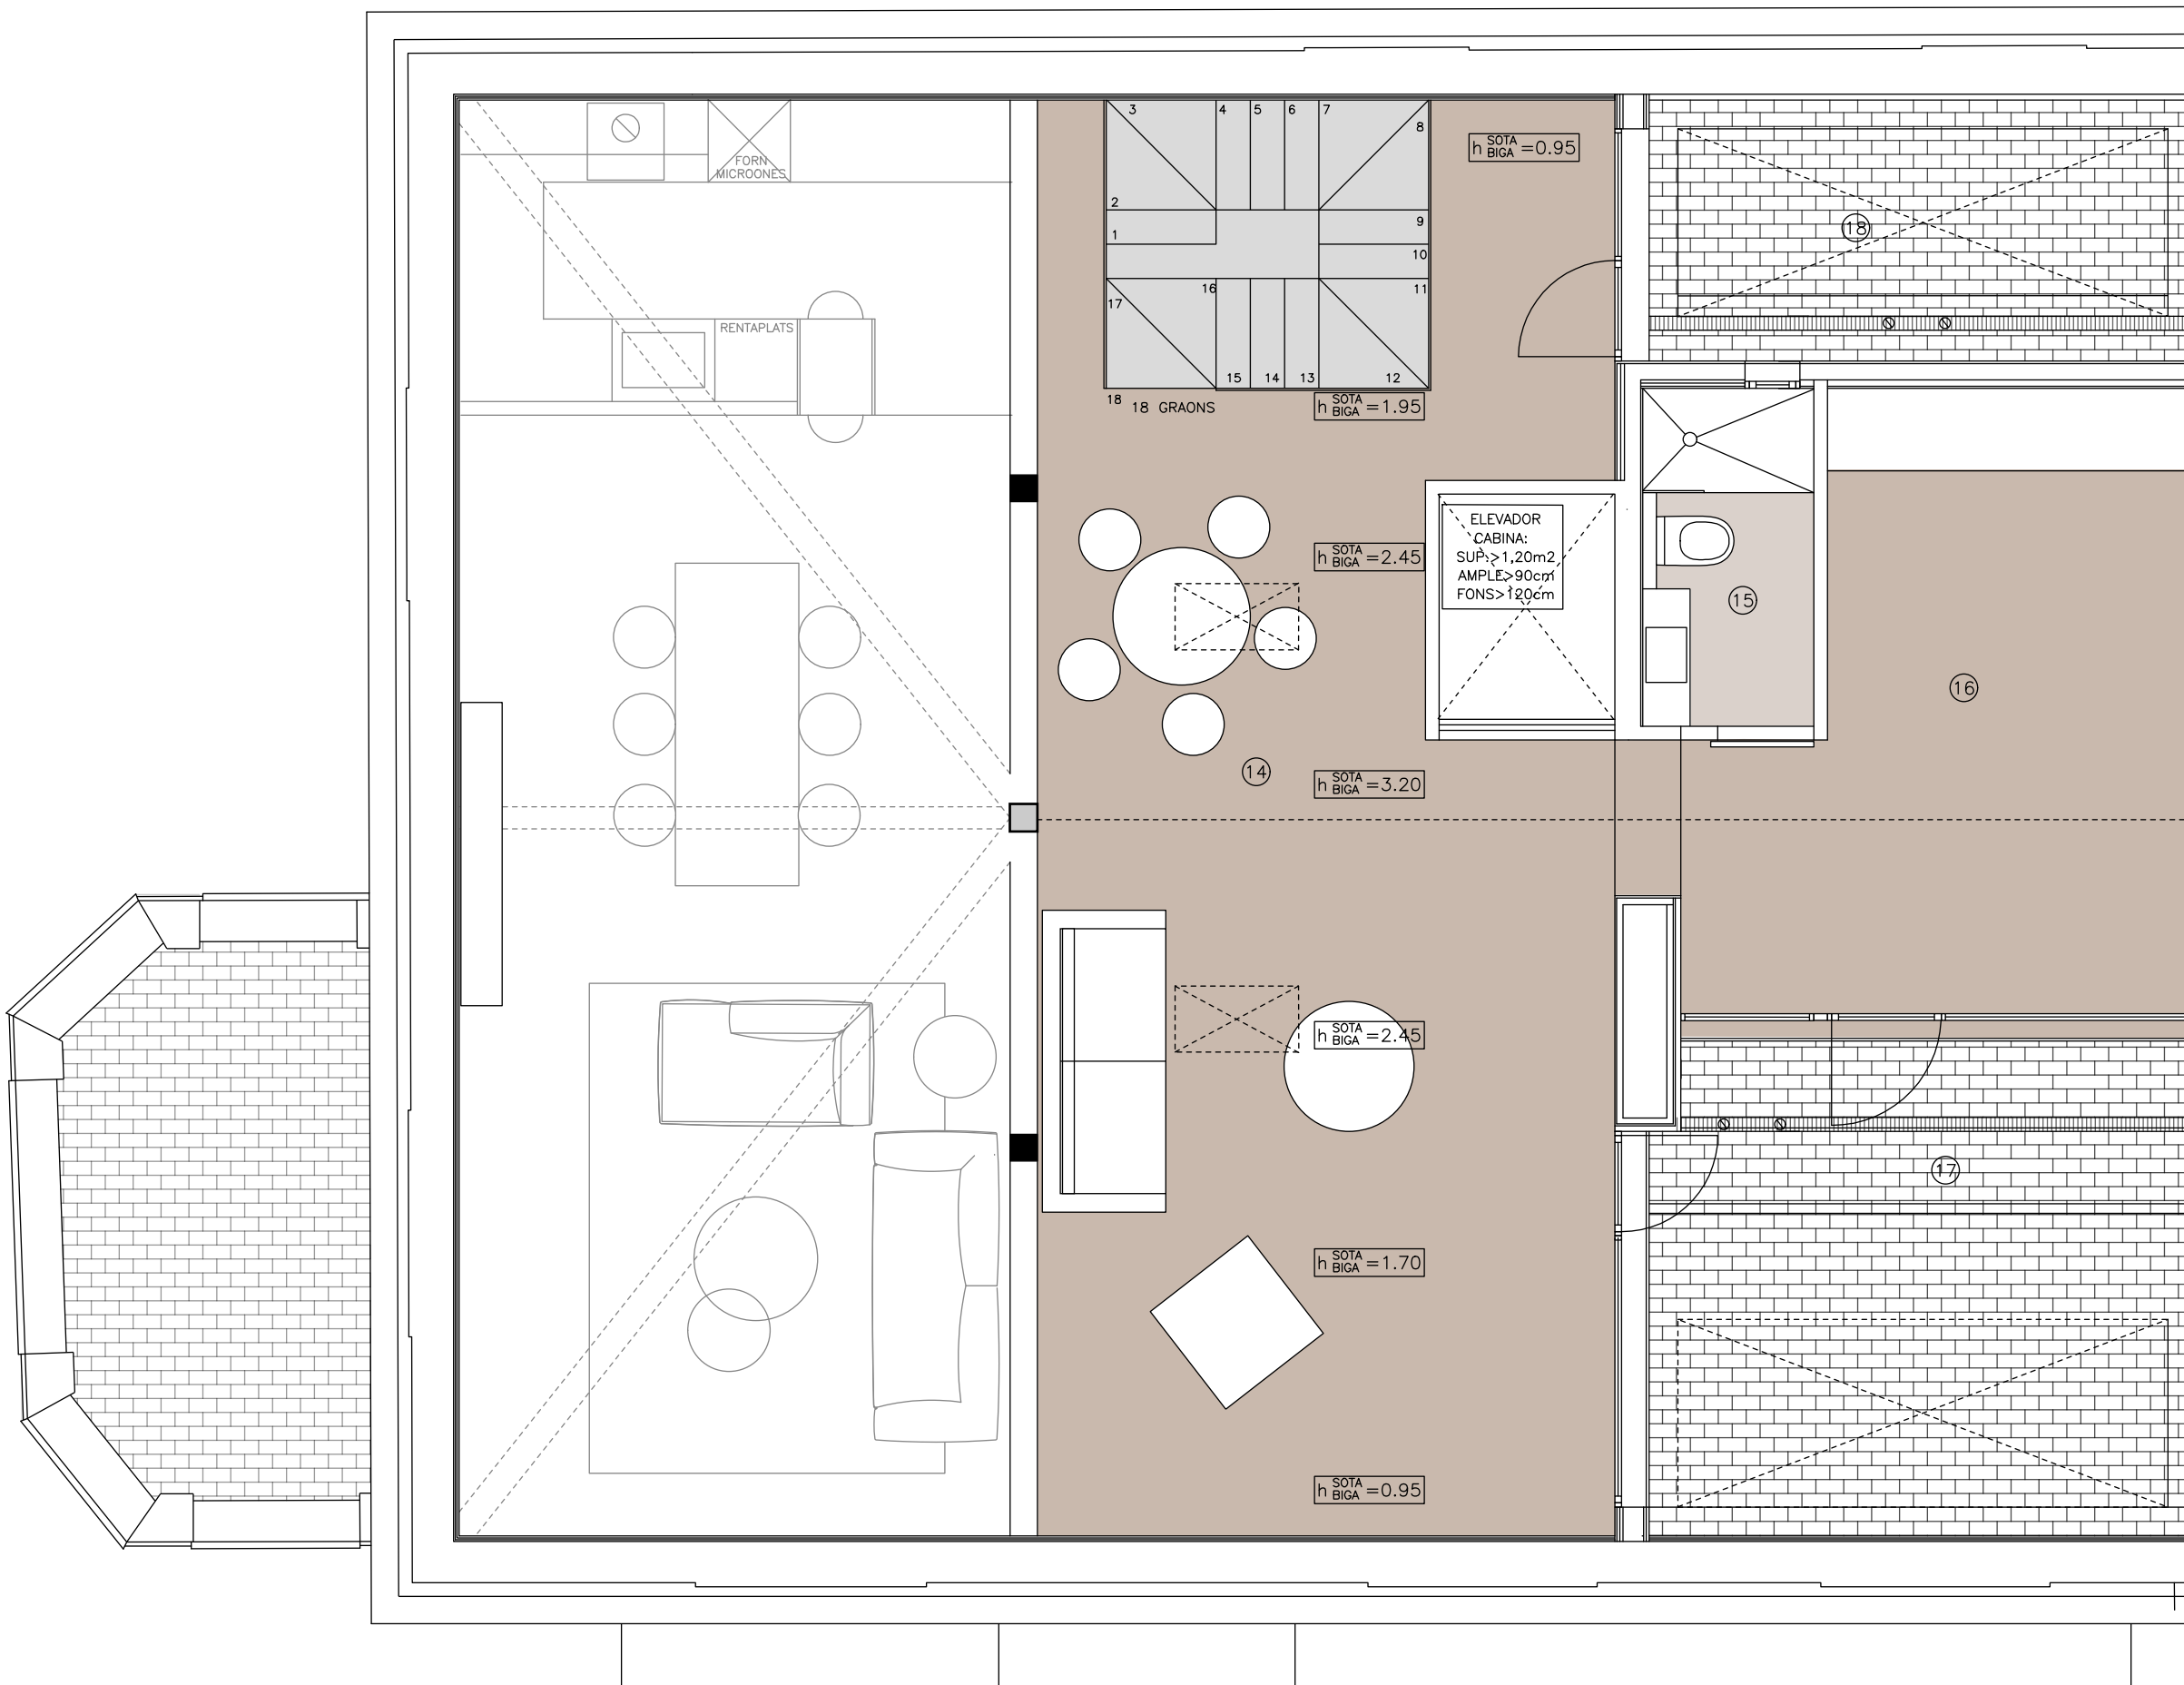 FORN
MICROONES
RENTAPLATS
3
4
5
6
7
8
2
1
9
10
11
16
17
15
14
13
12
18
18 GRAONS
h SOTA BIGA =0.95
h SOTA BIGA =1.95
h SOTA BIGA =2.45
ELEVADOR
CABINA:
SUP.>1,20m2
AMPLE>90cm
FONS>120cm
18
15
16
14
h SOTA BIGA =3.20
h SOTA BIGA =2.45
17
h SOTA BIGA =1.70
h SOTA BIGA =0.95